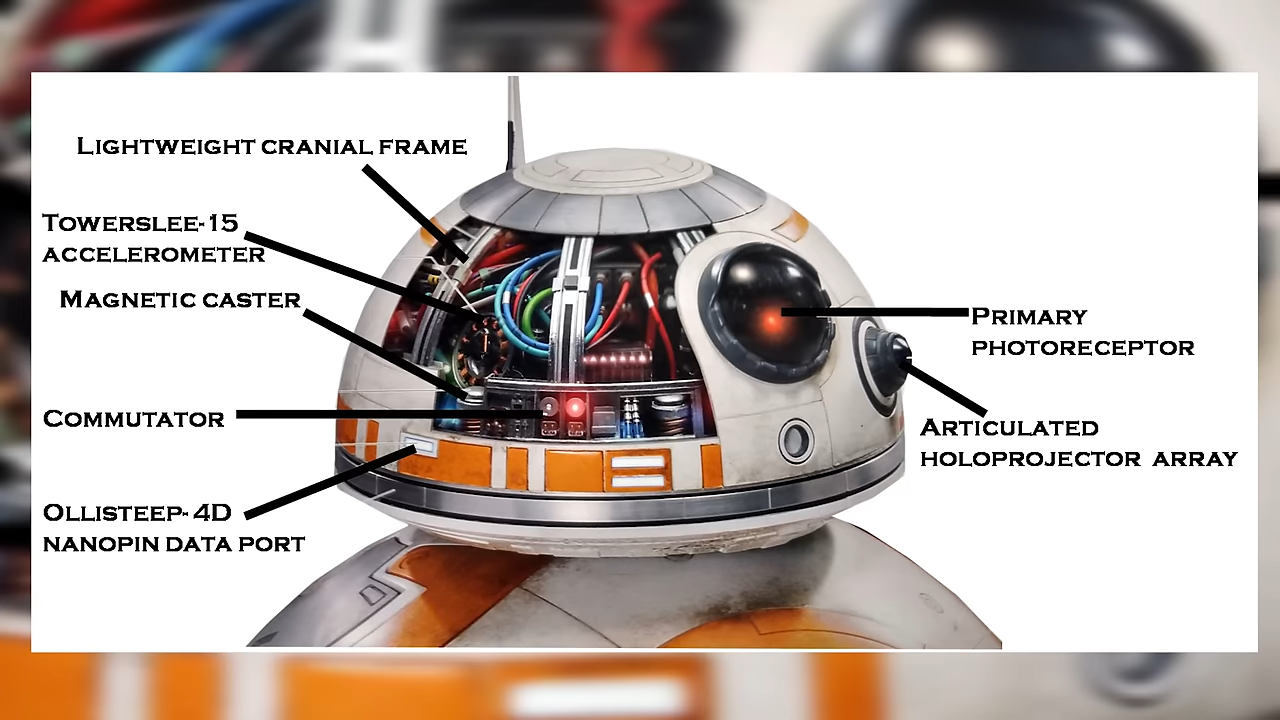 Lightweight cranial frame
Towerslee-15
accelerometer
Magnetic caster
Commutator
Ollisteep-4D
nanopin data port
Primary
photoreceptor
Articulated
holoprojector array